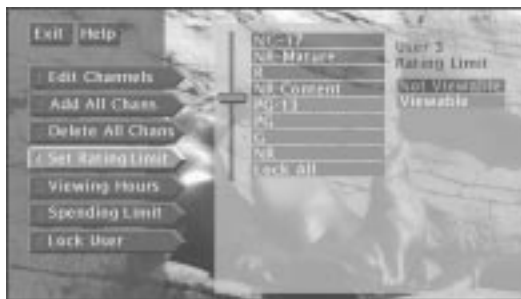 Exit Help
Edit Channels
Add All Chans
Delete All Chans
Set Rating Limit
Viewing Hours
Spending Limit
Lock User
NC-17
NR-Mature
R
NR-Content
PG-13
PG
G
NR
Lock All
User 3
Rating Limit
Not Viewable
Viewable